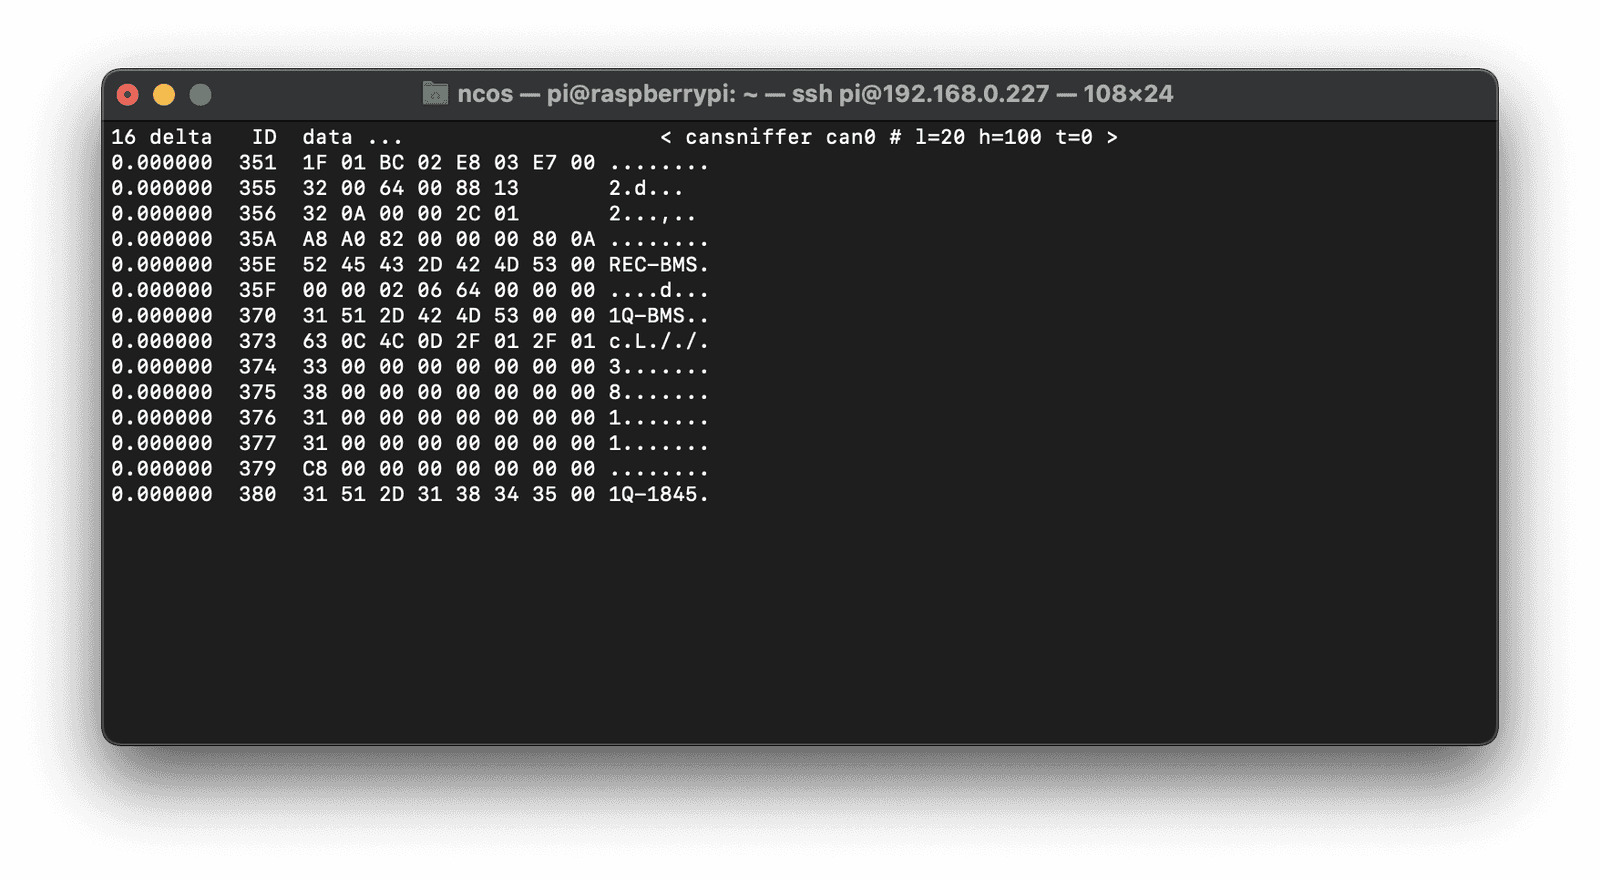 ncos — pi@raspberrypi: ~ — ssh pi@192.168.0.227 — 108×24
16 delta   ID  data ...                    < cansniffer can0 # l=20 h=100 t=0 >
0.000000  351  1F 01 BC 02 E8 03 E7 00 ........
0.000000  355  32 00 64 00 88 13       2.d...
0.000000  356  32 0A 00 00 2C 01       2...,..
0.000000  35A  A8 A0 82 00 00 00 80 0A ........
0.000000  35E  52 45 43 2D 42 4D 53 00 REC-BMS.
0.000000  35F  00 00 02 06 64 00 00 00 ....d...
0.000000  370  31 51 2D 42 4D 53 00 00 1Q-BMS..
0.000000  373  63 0C 4C 0D 2F 01 2F 01 c.L././.
0.000000  374  33 00 00 00 00 00 00 00 3.......
0.000000  375  38 00 00 00 00 00 00 00 8.......
0.000000  376  31 00 00 00 00 00 00 00 1.......
0.000000  377  31 00 00 00 00 00 00 00 1.......
0.000000  379  C8 00 00 00 00 00 00 00 ........
0.000000  380  31 51 2D 31 38 34 35 00 1Q-1845.